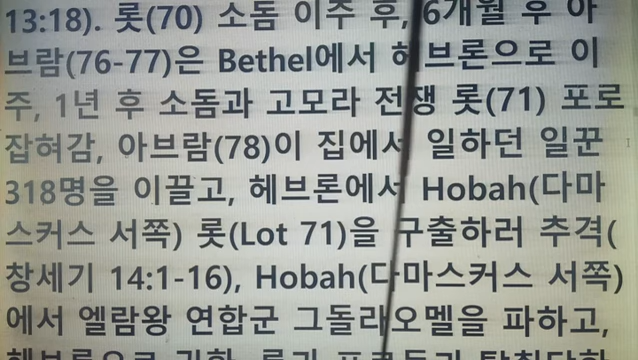 13:18). 롯(70) 소돔 이주 후, 6개월 후 아
브람(76-77)은 Bethel에서 헤브론으로 이
주, 1년 후 소돔과 고모라 전쟁 롯(71) 포로
잡혀감, 아브람(78)이 집에서 일하던 일꾼
318명을 이끌고, 헤브론에서 Hobah(다마
스커스 서쪽) 롯(Lot 71)을 구출하러 추격(
창세기 14:1-16), Hobah(다마스커스 서쪽)
에서 엘람왕 연합군 그돌라오멜을 파하고,